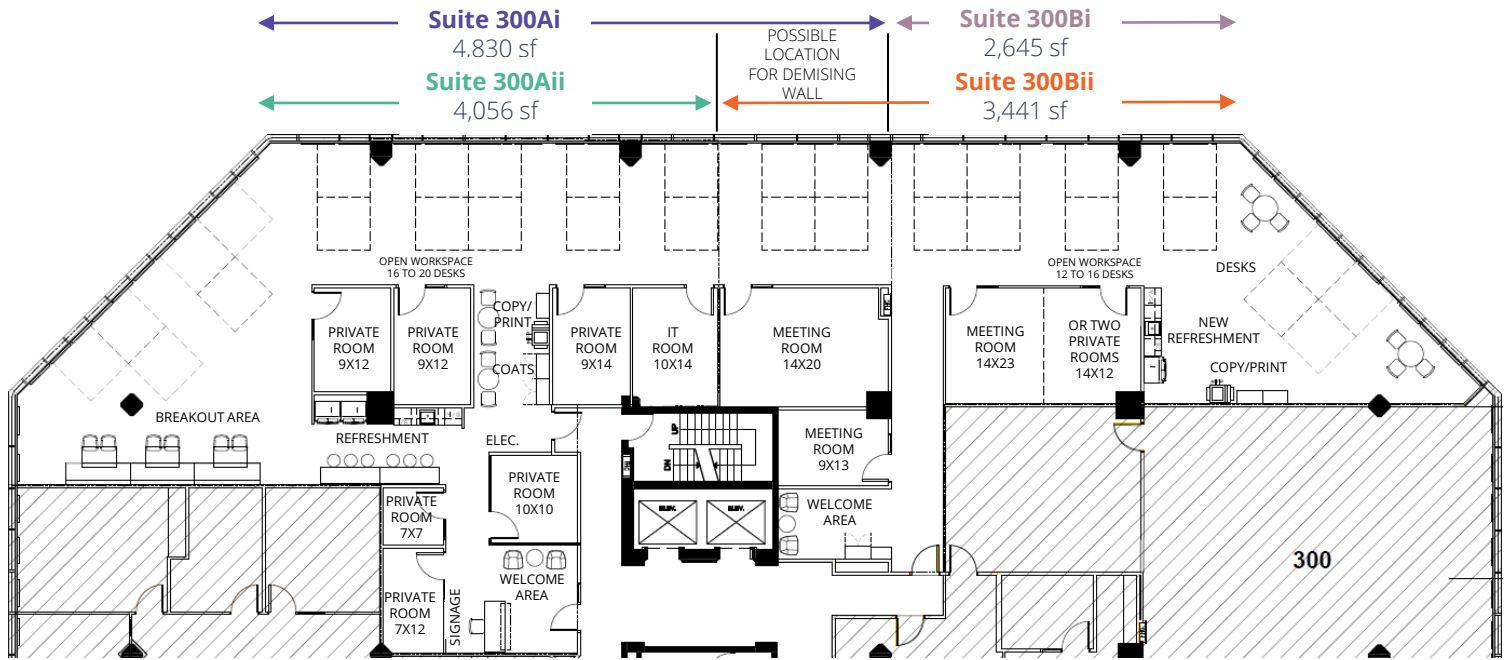 Suite 300Ai
4.830 sf
Suite 300Bi
2,645 sf
POSSIBLE
LOCATION
FOR DEMISING
WALL
Suite 300Aii
4,056 sf
Suite 300Bii
3,441 sf
OPEN WORKSPACE
16 TO 20 DESKS
OPEN WORKSPACE
12 TO 16 DESKS
DESKS
PRIVATE
ROOM
9X12
PRIVATE
ROOM
9X12
COPY/
PRINT
COATS
PRIVATE
ROOM
9X14
IT
ROOM
10X14
MEETING
ROOM
14X20
MEETING
ROOM
14X23
OR TWO
PRIVATE
ROOMS
14X12
NEW
REFRESHMENT
COPY/PRINT
BREAKOUT AREA
REFRESHMENT
ELEC.
UP
DN
MEETING
ROOM
9X13
PRIVATE
ROOM
10X10
PRIVATE
ROOM
7X7
ELEV.
ELEV.
WELCOME
AREA
WELCOME
AREA
PRIVATE
ROOM
7X12
SIGNAGE
300